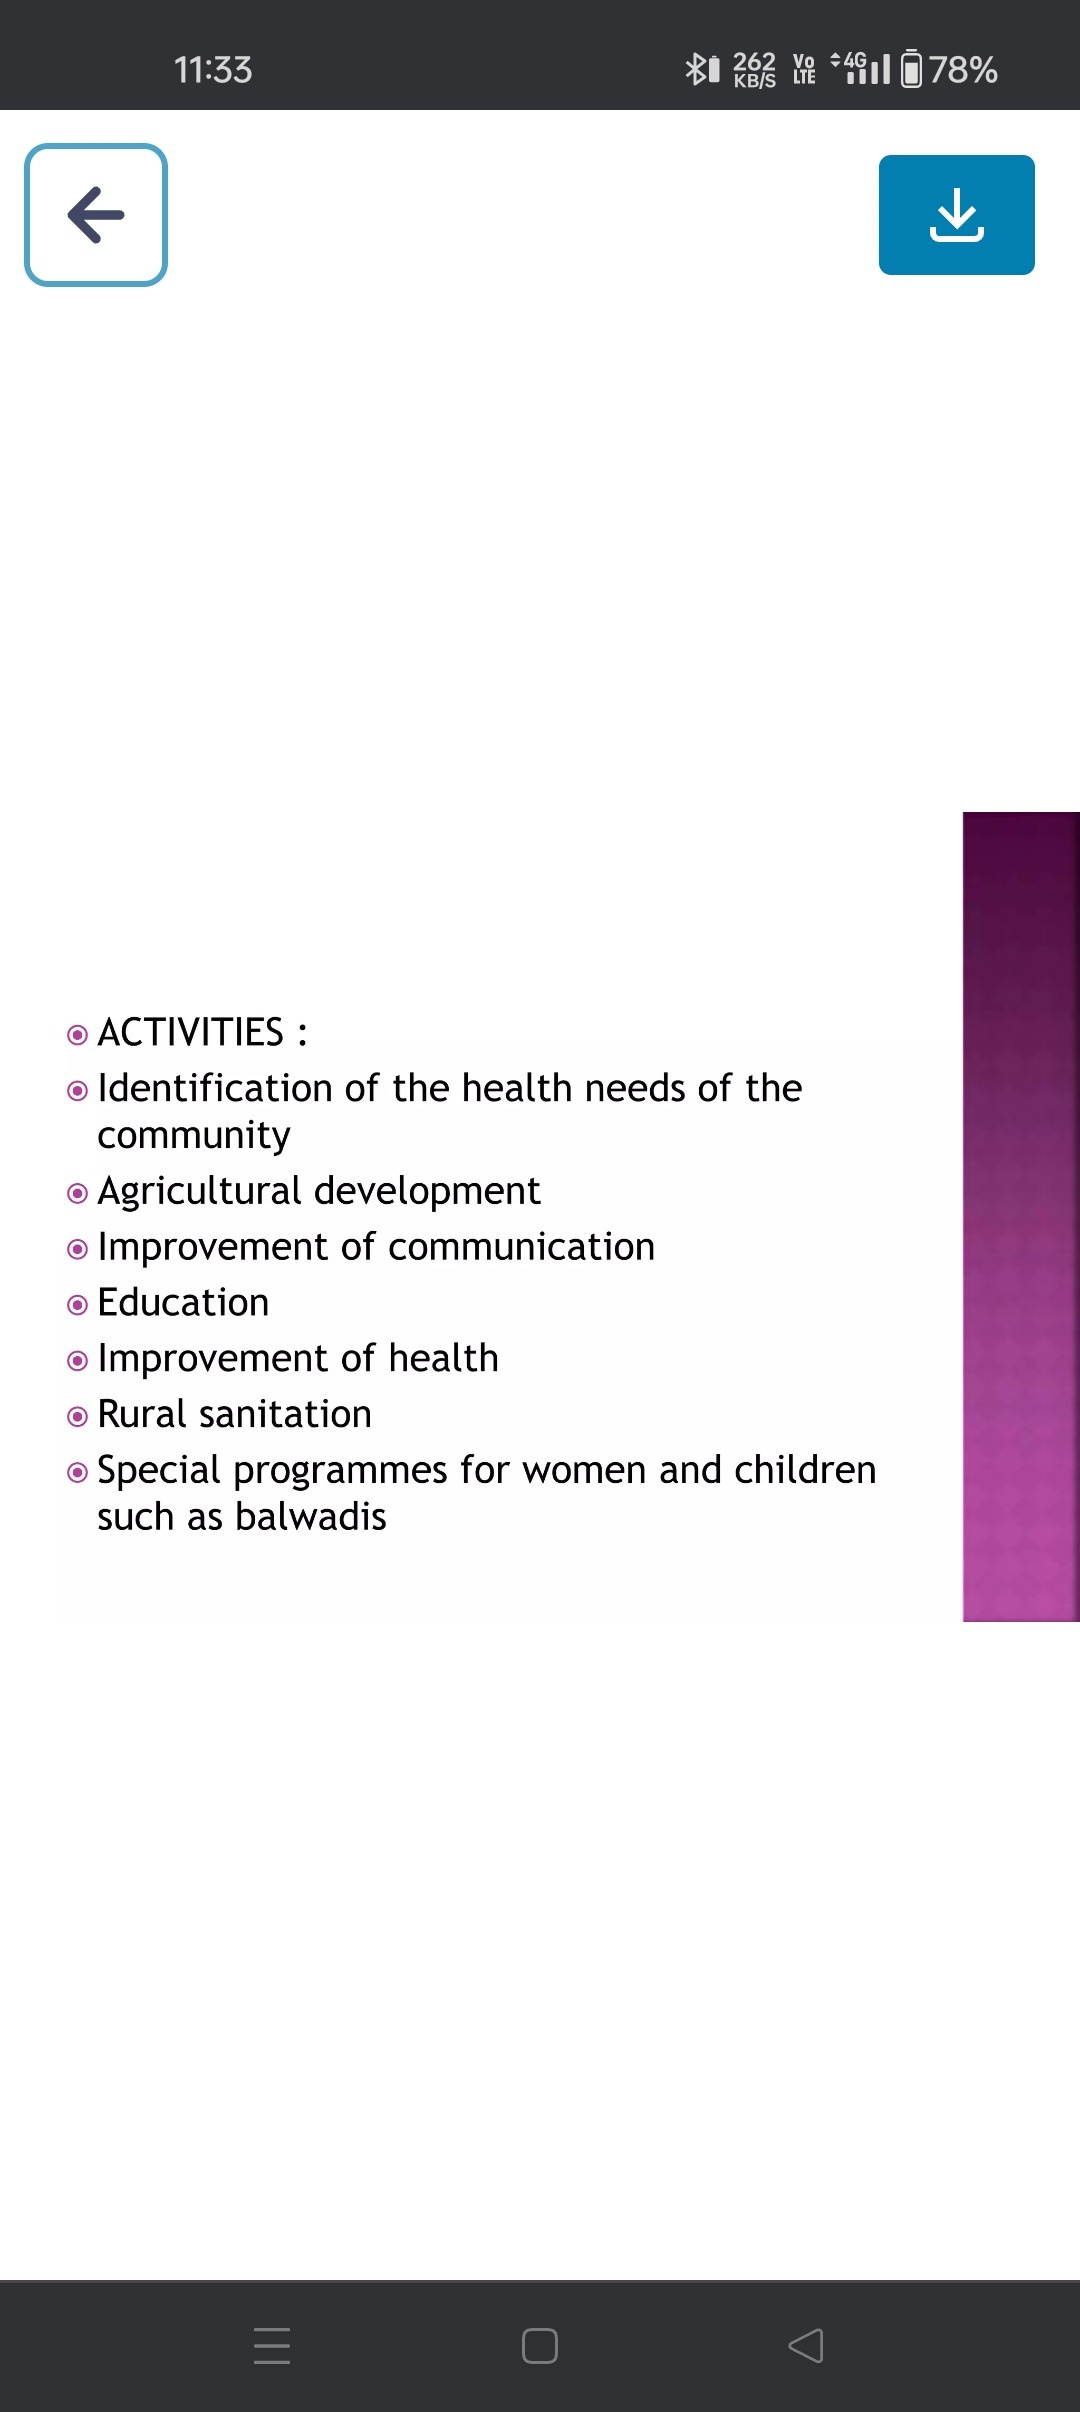 11:33
262
KB/S
Vo
LTE
4G
78%
ACTIVITIES :
Identification of the health needs of the
community
Agricultural development
Improvement of communication
Education
Improvement of health
Rural sanitation
Special programmes for women and children
such as balwadis